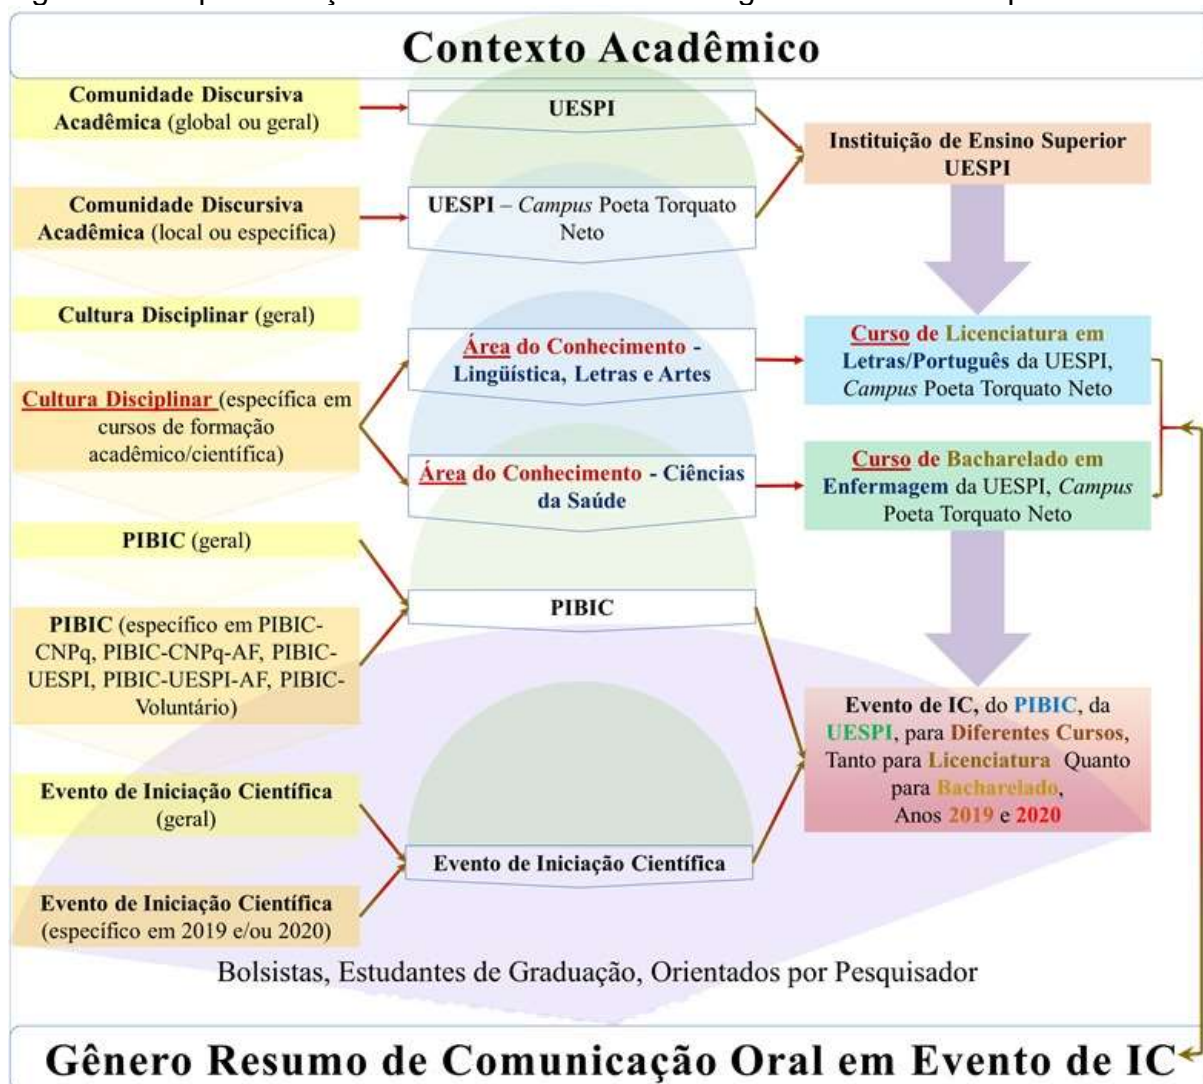 Contexto Acadêmico
Comunidade Discursiva
Acadêmica (global ou geral)
UESPI
Instituição de Ensino Superior
UESPI
Comunidade Discursiva
Acadêmica (local ou específica)
UESPI – Campus Poeta Torquato
Neto
Cultura Disciplinar (geral)
Área do Conhecimento -
Lingüística, Letras e Artes
Curso de Licenciatura em
Letras/Português da UESPI,
Campus Poeta Torquato Neto
Cultura Disciplinar (específica em
cursos de formação
acadêmico/científica)
Área do Conhecimento - Ciências
da Saúde
Curso de Bacharelado em
Enfermagem da UESPI, Campus
Poeta Torquato Neto
PIBIC (geral)
PIBIC
PIBIC (específico em PIBIC-
CNPq, PIBIC-CNPq-AF, PIBIC-
UESPI, PIBIC-UESPI-AF, PIBIC-
Voluntário)
Evento de IC, do PIBIC, da
UESPI, para Diferentes Cursos,
Tanto para Licenciatura Quanto
para Bacharelado,
Anos 2019 e 2020
Evento de Iniciação Científica
(geral)
Evento de Iniciação Científica
Evento de Iniciação Científica
(específico em 2019 e/ou 2020)
Bolsistas, Estudantes de Graduação, Orientados por Pesquisador
Gênero Resumo de Comunicação Oral em Evento de IC